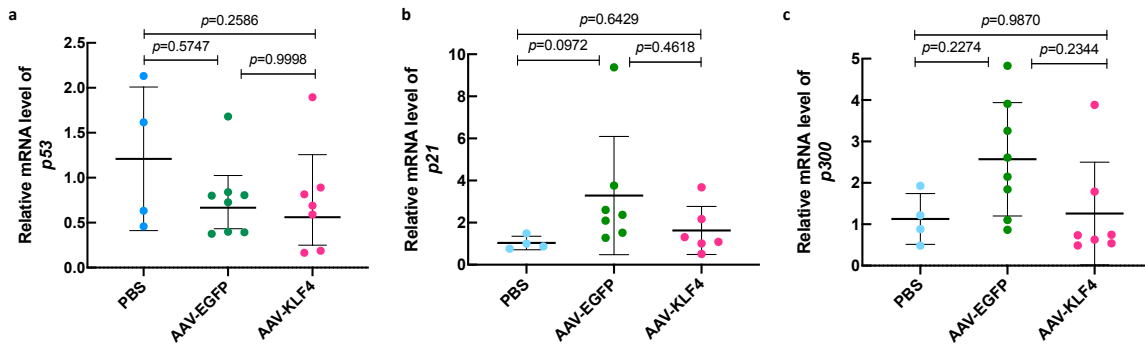 a
p=0.2586
p=0.5747
p=0.9998
Relative mRNA level of
p53
2.5
2.0
1.5
1.0
0.5
0.0
PBS
AAV-EGFP
AAV-KLF4
b
p=0.6429
p=0.0972
p=0.4618
Relative mRNA level of
p21
10
8
6
4
2
0
PBS
AAV-EGFP
AAV-KLF4
c
p=0.9870
p=0.2274
p=0.2344
Relative mRNA level of
p300
5
4
3
2
1
0
PBS
AAV-EGFP
AAV-KLF4